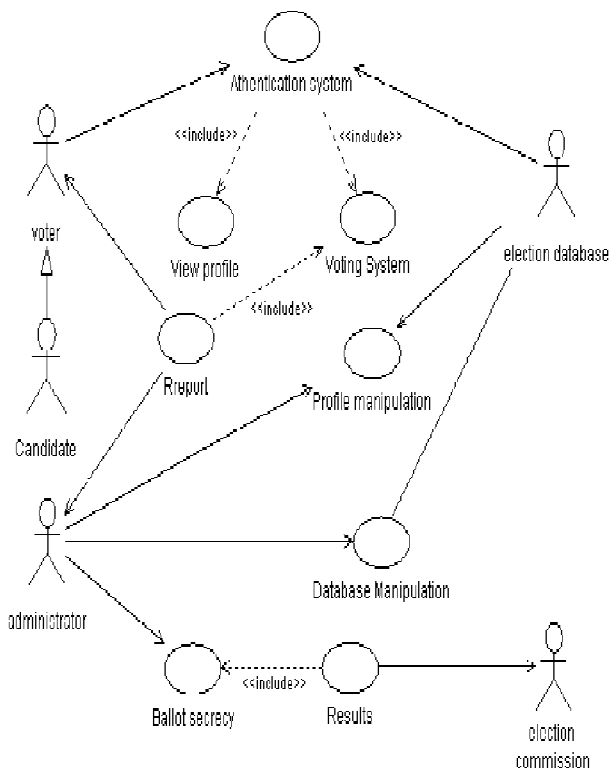 Athentication system
<<include>>
<<include>>
voter
election database
View profile
Voting System
<<include>>
Rreport
Profile manipulation
Candidate
Database Manipulation
administrator
<<include>>
Ballot secrecy
Results
election
commission